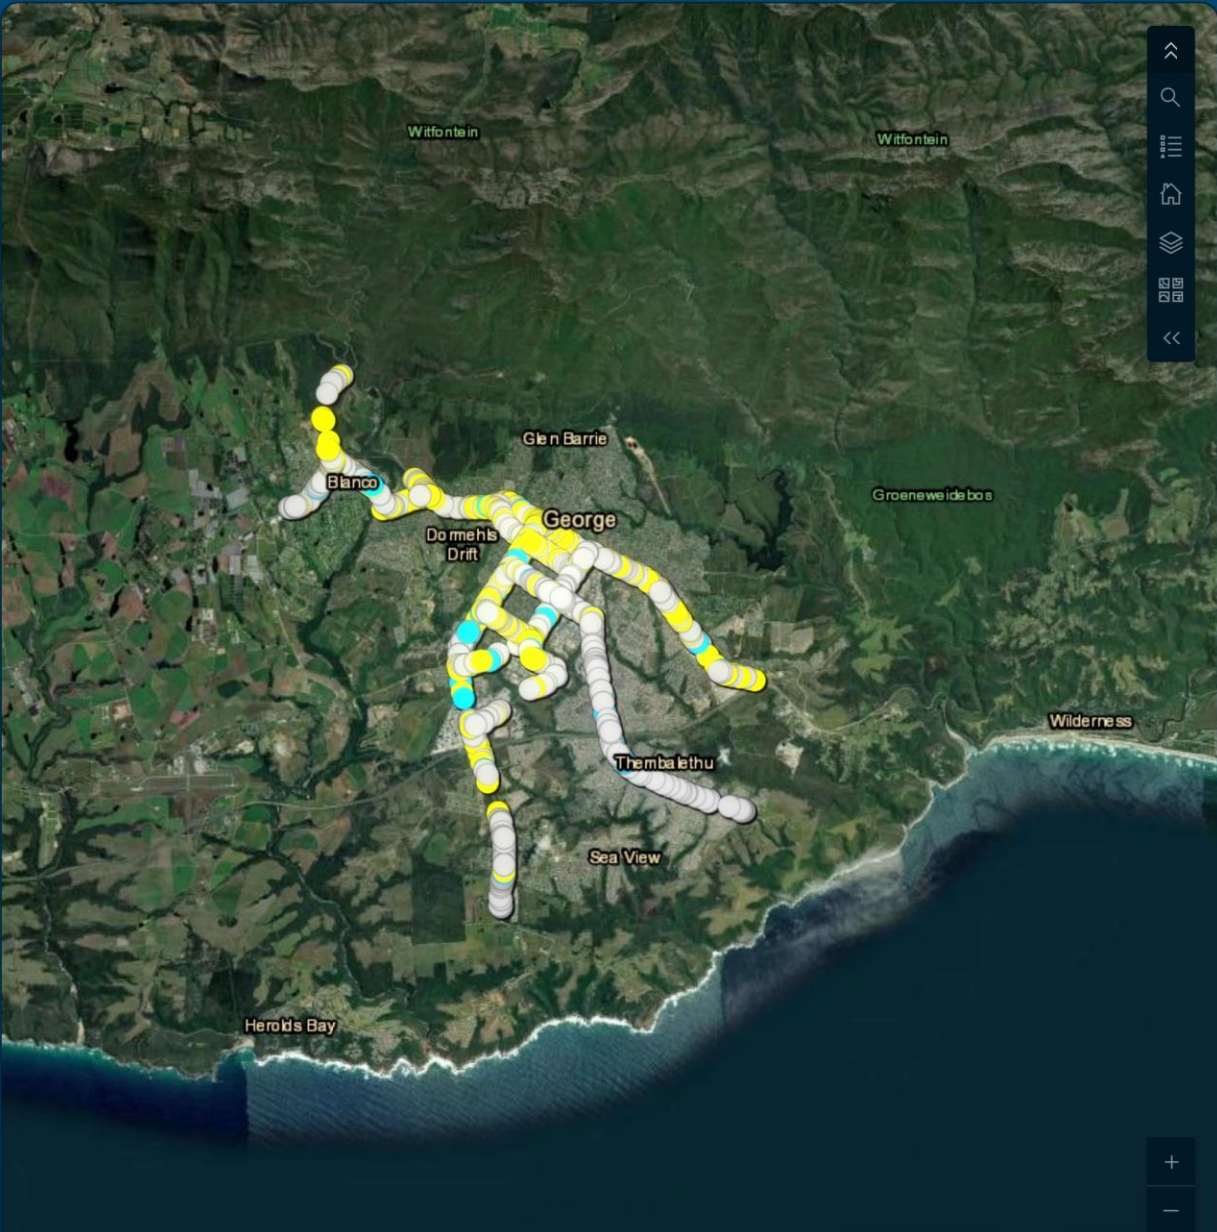 Witfontein
Witfontein
Glen Barrie
Blanco
Groeneweidebos
George
Dormehls
Drift
Wilderness
Thembalethu
Sea View
Herolds Bay